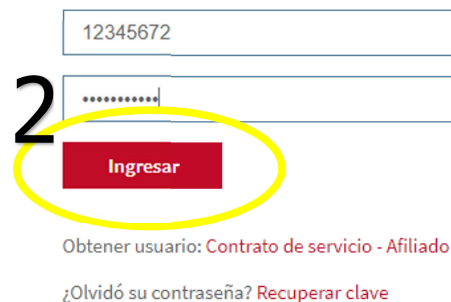 12345672
•••••••••••
2
Ingresar
Obtener usuario: Contrato de servicio - Afiliado
¿Olvidó su contraseña? Recuperar clave